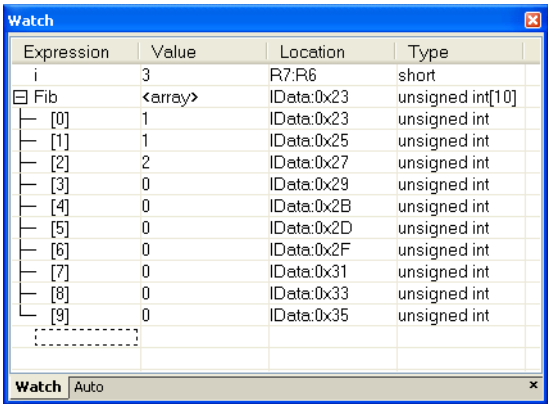 Watch
Expression Value Location Type
i 3 R7:R6 short
Fib <array> IData:0x23 unsigned int[10]
[0] 1 IData:0x23 unsigned int
[1] 1 IData:0x25 unsigned int
[2] 2 IData:0x27 unsigned int
[3] 0 IData:0x29 unsigned int
[4] 0 IData:0x2B unsigned int
[5] 0 IData:0x2D unsigned int
[6] 0 IData:0x2F unsigned int
[7] 0 IData:0x31 unsigned int
[8] 0 IData:0x33 unsigned int
[9] 0 IData:0x35 unsigned int
Watch Auto